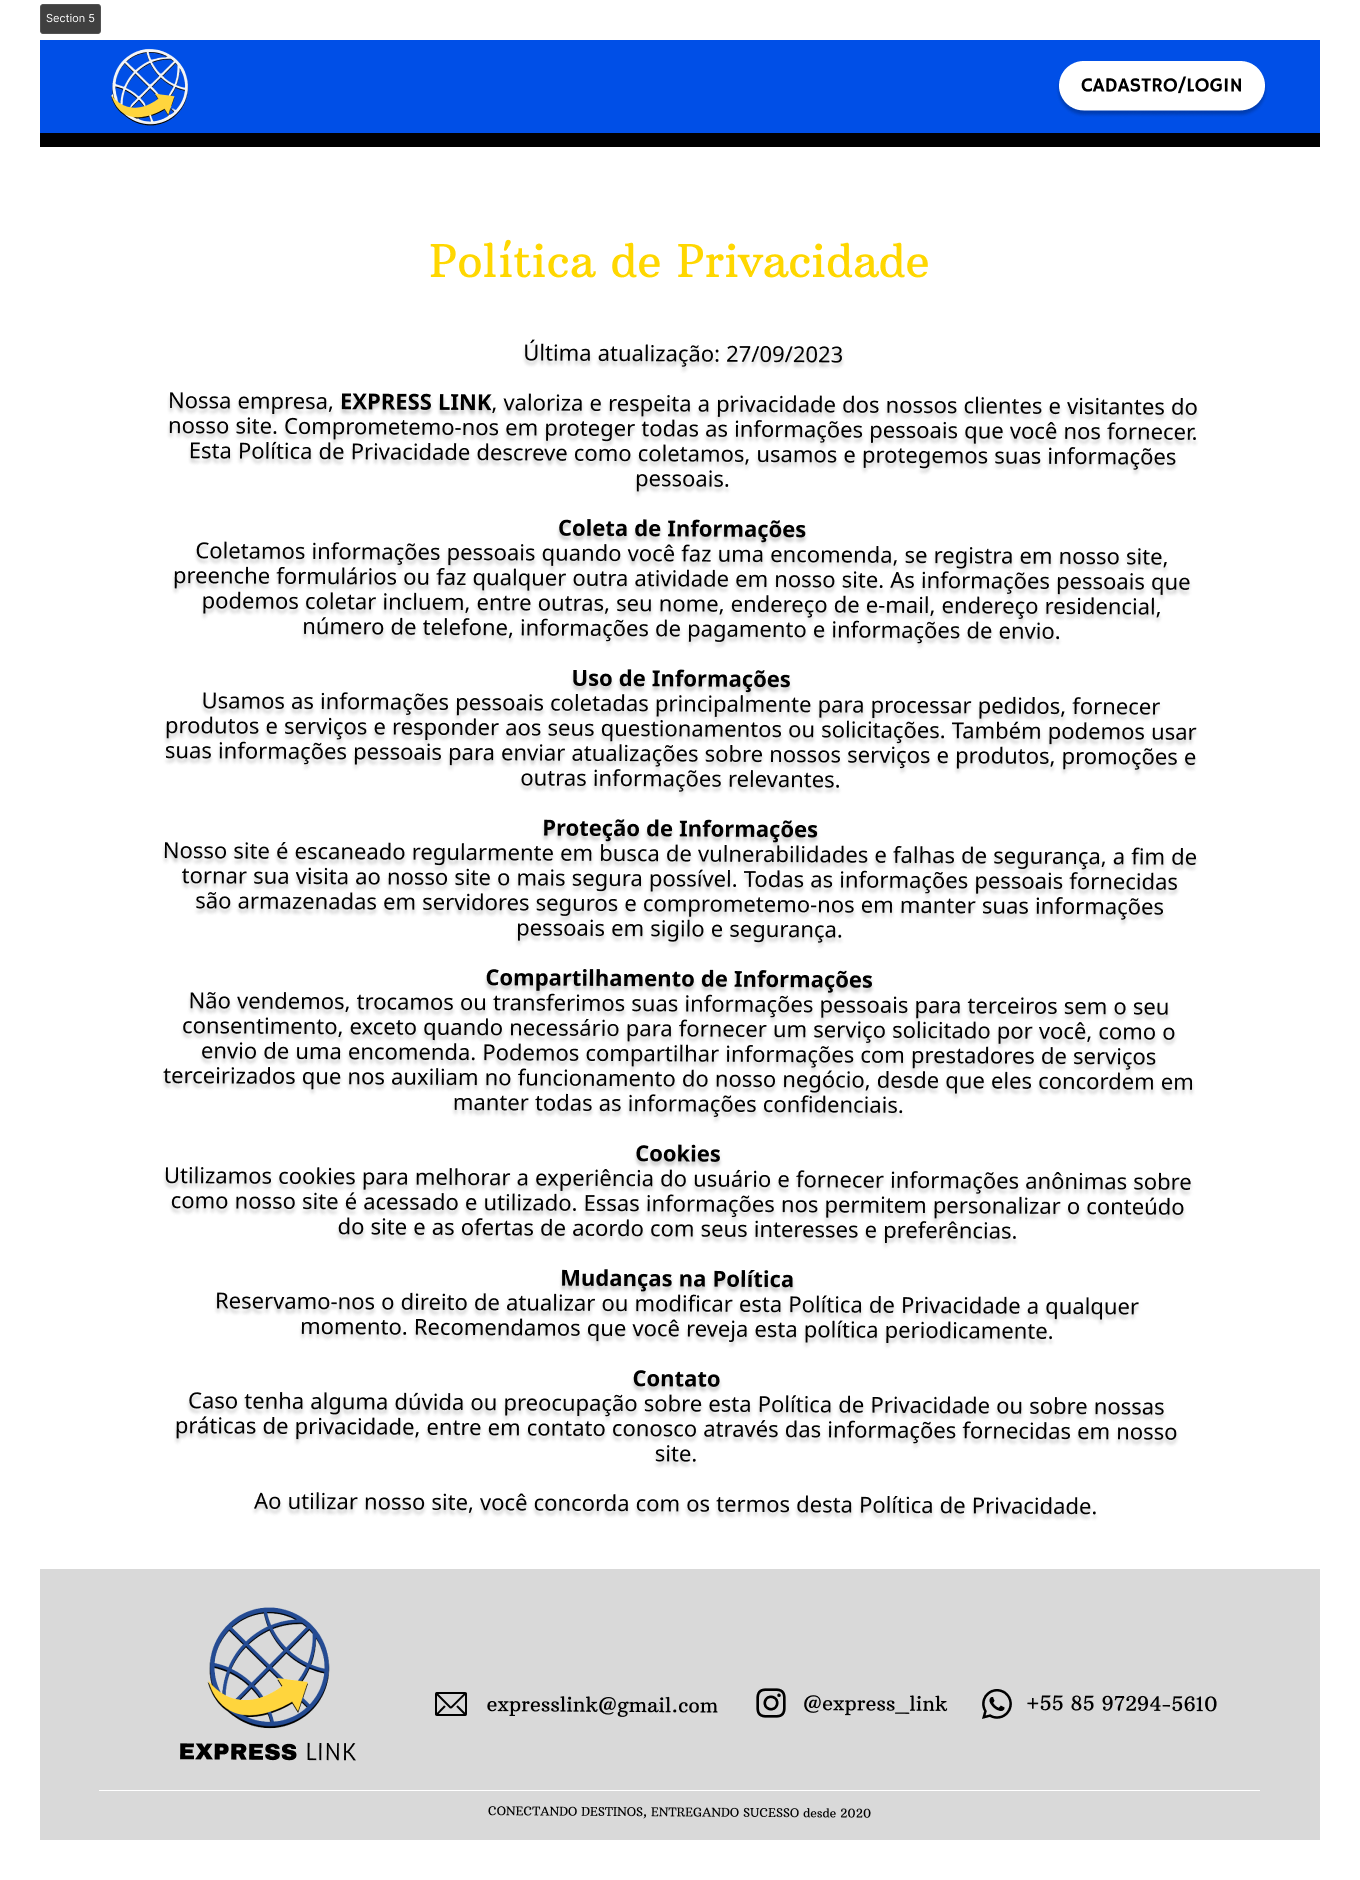 Section 5
CADASTRO/LOGIN
Política de Privacidade
Última atualização: 27/09/2023
Nossa empresa, EXPRESS LINK, valoriza e respeita a privacidade dos nossos clientes e visitantes do
nosso site. Comprometemo-nos em proteger todas as informações pessoais que você nos fornecer.
Esta Política de Privacidade descreve como coletamos, usamos e protegemos suas informações
pessoais.
Coleta de Informações
Coletamos informações pessoais quando você faz uma encomenda, se registra em nosso site,
preenche formulários ou faz qualquer outra atividade em nosso site. As informações pessoais que
podemos coletar incluem, entre outras, seu nome, endereço de e-mail, endereço residencial,
número de telefone, informações de pagamento e informações de envio.
Uso de Informações
Usamos as informações pessoais coletadas principalmente para processar pedidos, fornecer
produtos e serviços e responder aos seus questionamentos ou solicitações. Também podemos usar
suas informações pessoais para enviar atualizações sobre nossos serviços e produtos, promoções e
outras informações relevantes.
Proteção de Informações
Nosso site é escaneado regularmente em busca de vulnerabilidades e falhas de segurança, a fim de
tornar sua visita ao nosso site o mais segura possível. Todas as informações pessoais fornecidas
são armazenadas em servidores seguros e comprometemo-nos em manter suas informações
pessoais em sigilo e segurança.
Compartilhamento de Informações
Não vendemos, trocamos ou transferimos suas informações pessoais para terceiros sem o seu
consentimento, exceto quando necessário para fornecer um serviço solicitado por você, como o
envio de uma encomenda. Podemos compartilhar informações com prestadores de serviços
terceirizados que nos auxiliam no funcionamento do nosso negócio, desde que eles concordem em
manter todas as informações confidenciais.
Cookies
Utilizamos cookies para melhorar a experiência do usuário e fornecer informações anônimas sobre
como nosso site é acessado e utilizado. Essas informações nos permitem personalizar o conteúdo
do site e as ofertas de acordo com seus interesses e preferências.
Mudanças na Política
Reservamo-nos o direito de atualizar ou modificar esta Política de Privacidade a qualquer
momento. Recomendamos que você reveja esta política periodicamente.
Contato
Caso tenha alguma dúvida ou preocupação sobre esta Política de Privacidade ou sobre nossas
práticas de privacidade, entre em contato conosco através das informações fornecidas em nosso
site.
Ao utilizar nosso site, você concorda com os termos desta Política de Privacidade.
expresslink@gmail.com
@express_link
+55 85 97294-5610
EXPRESS LINK
CONECTANDO DESTINOS, ENTREGANDO SUCESSO desde 2020